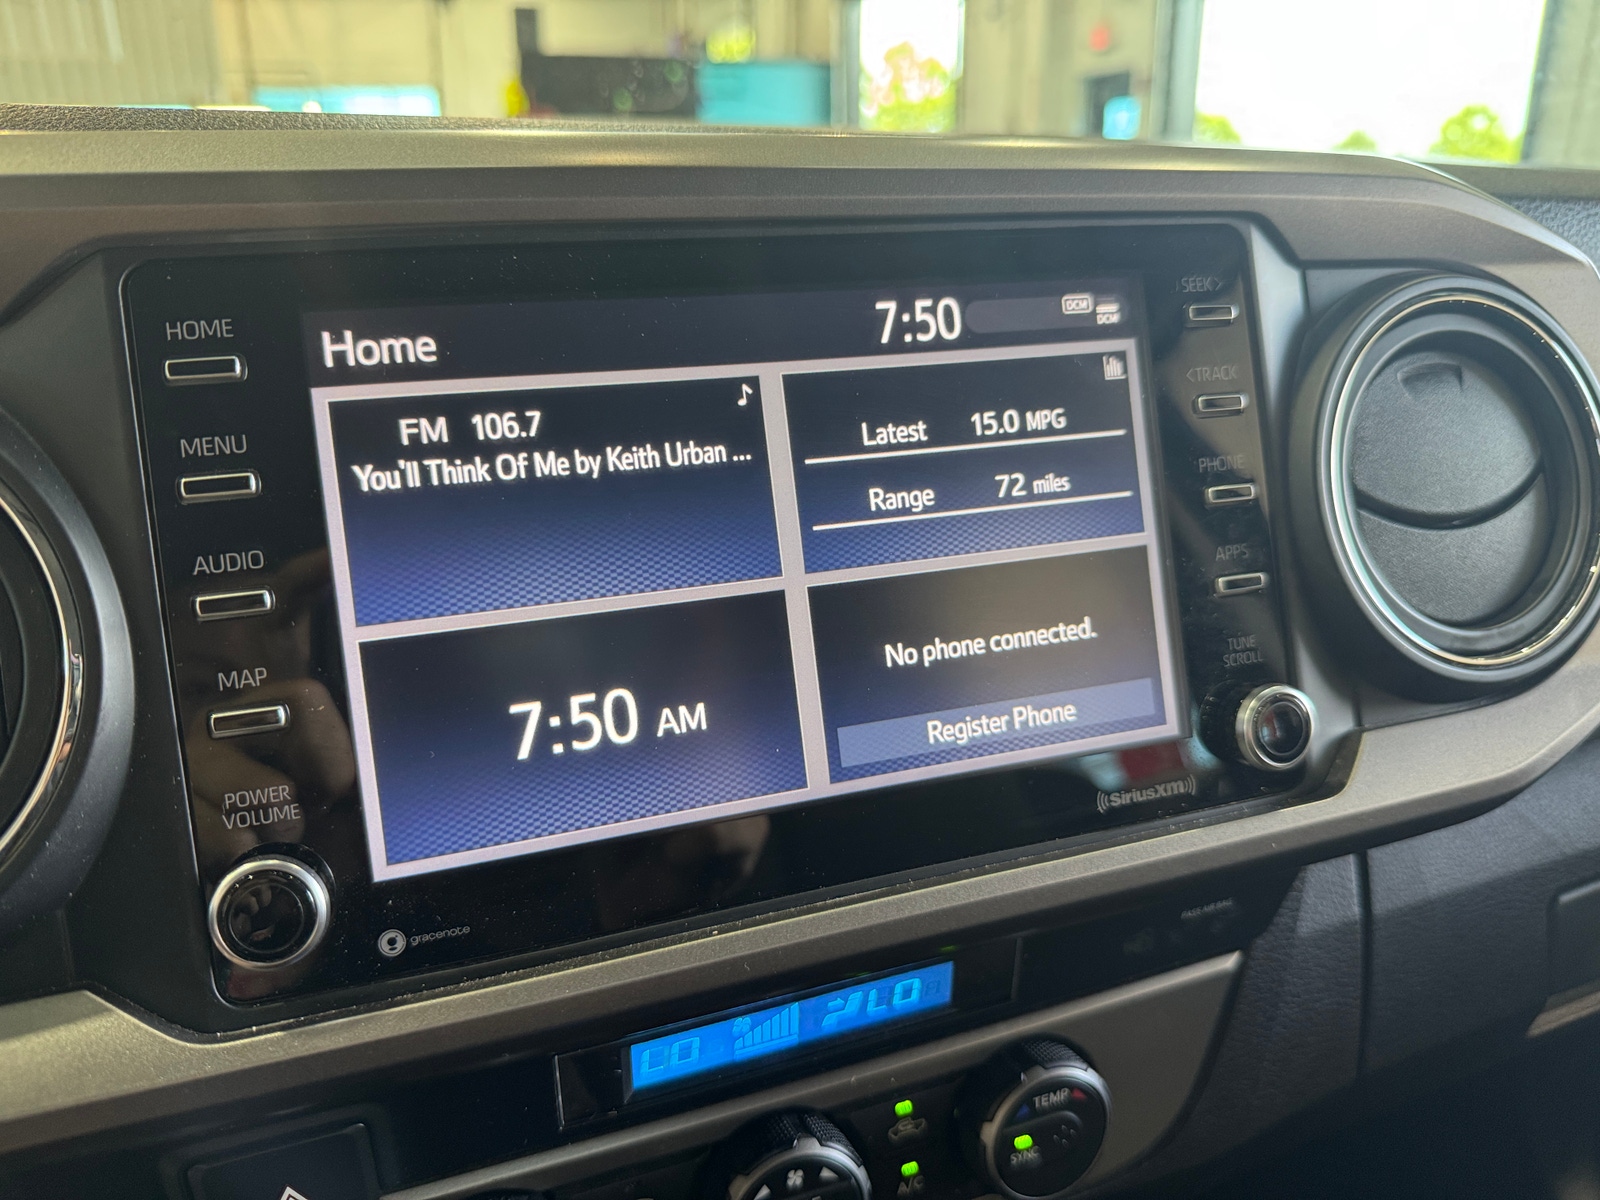 HOME
MENU
AUDIO
MAP
POWER
VOLUME
Home
7:50
DCM
DCM
FM 106.7
You'll Think Of Me by Keith Urban ...
Latest 15.0 MPG
Range 72 miles
7:50 AM
No phone connected.
Register Phone
SEEK>
<TRACK
PHONE
APPS
TUNE
SCROLL
gracenote
SiriusXM
LO
LO
TEMP
SYNC
A/C